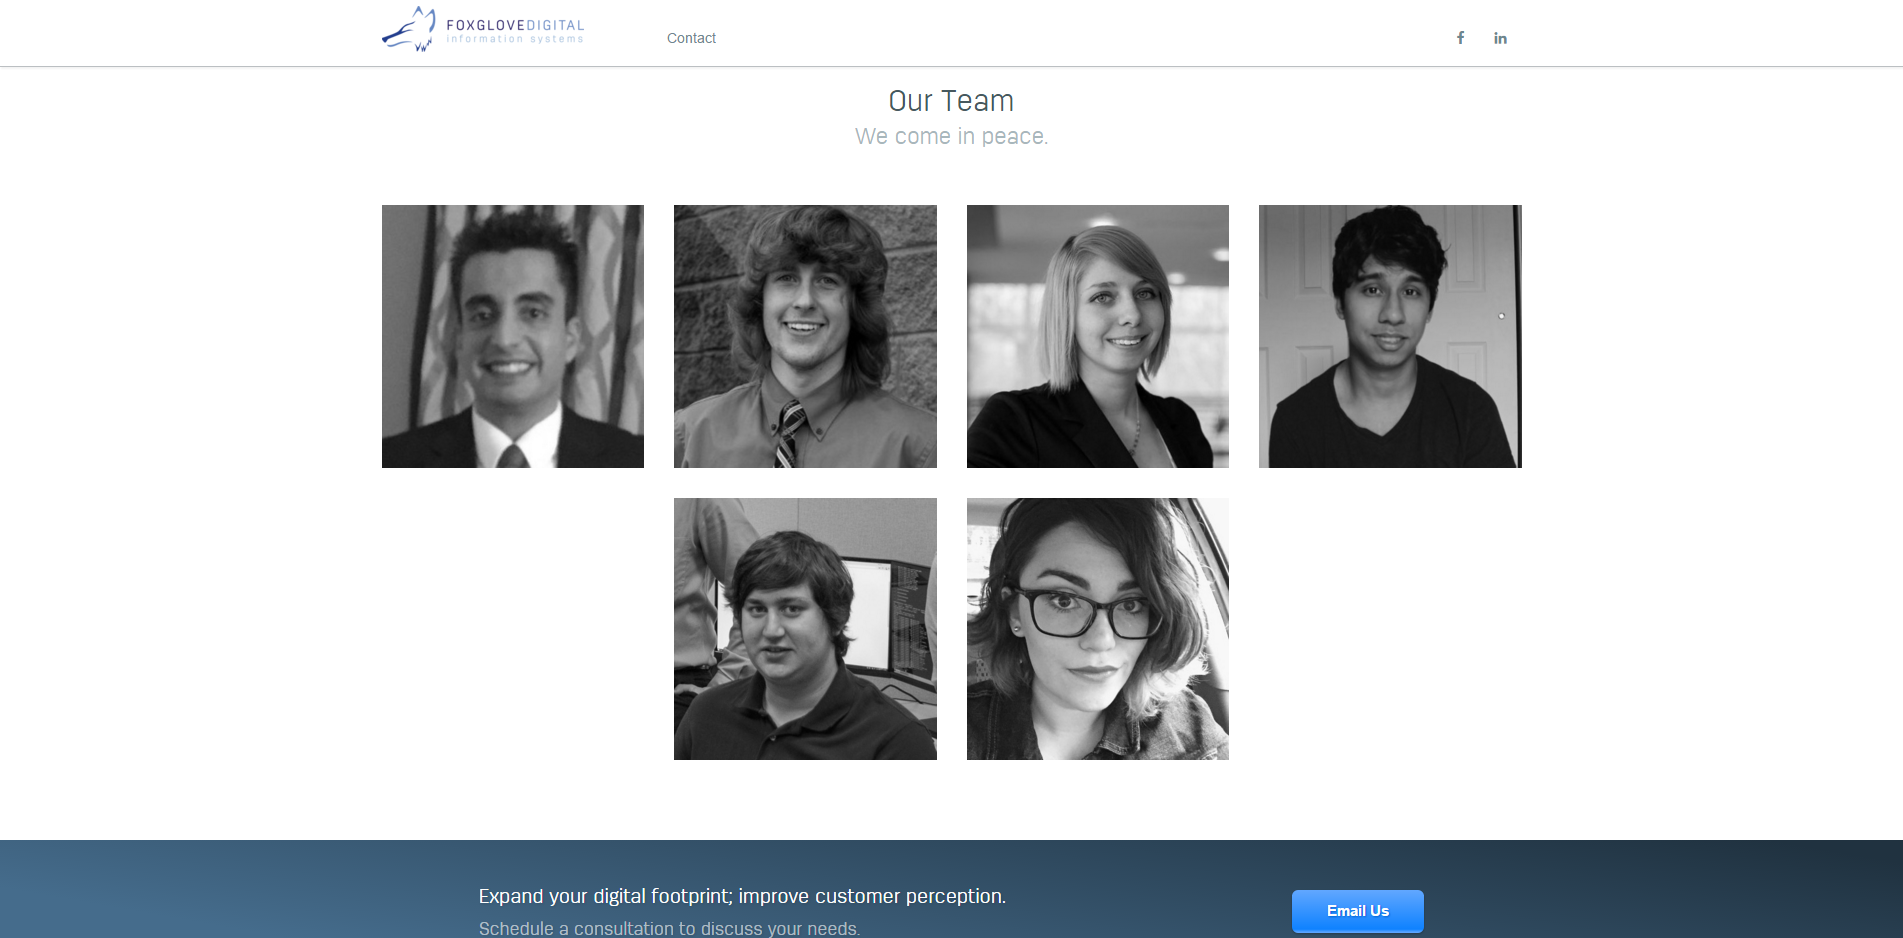 FOXGLOVEDIGITAL
information systems
Contact
Our Team
We come in peace.
Expand your digital footprint; improve customer perception.
Schedule a consultation to discuss your needs.
Email Us